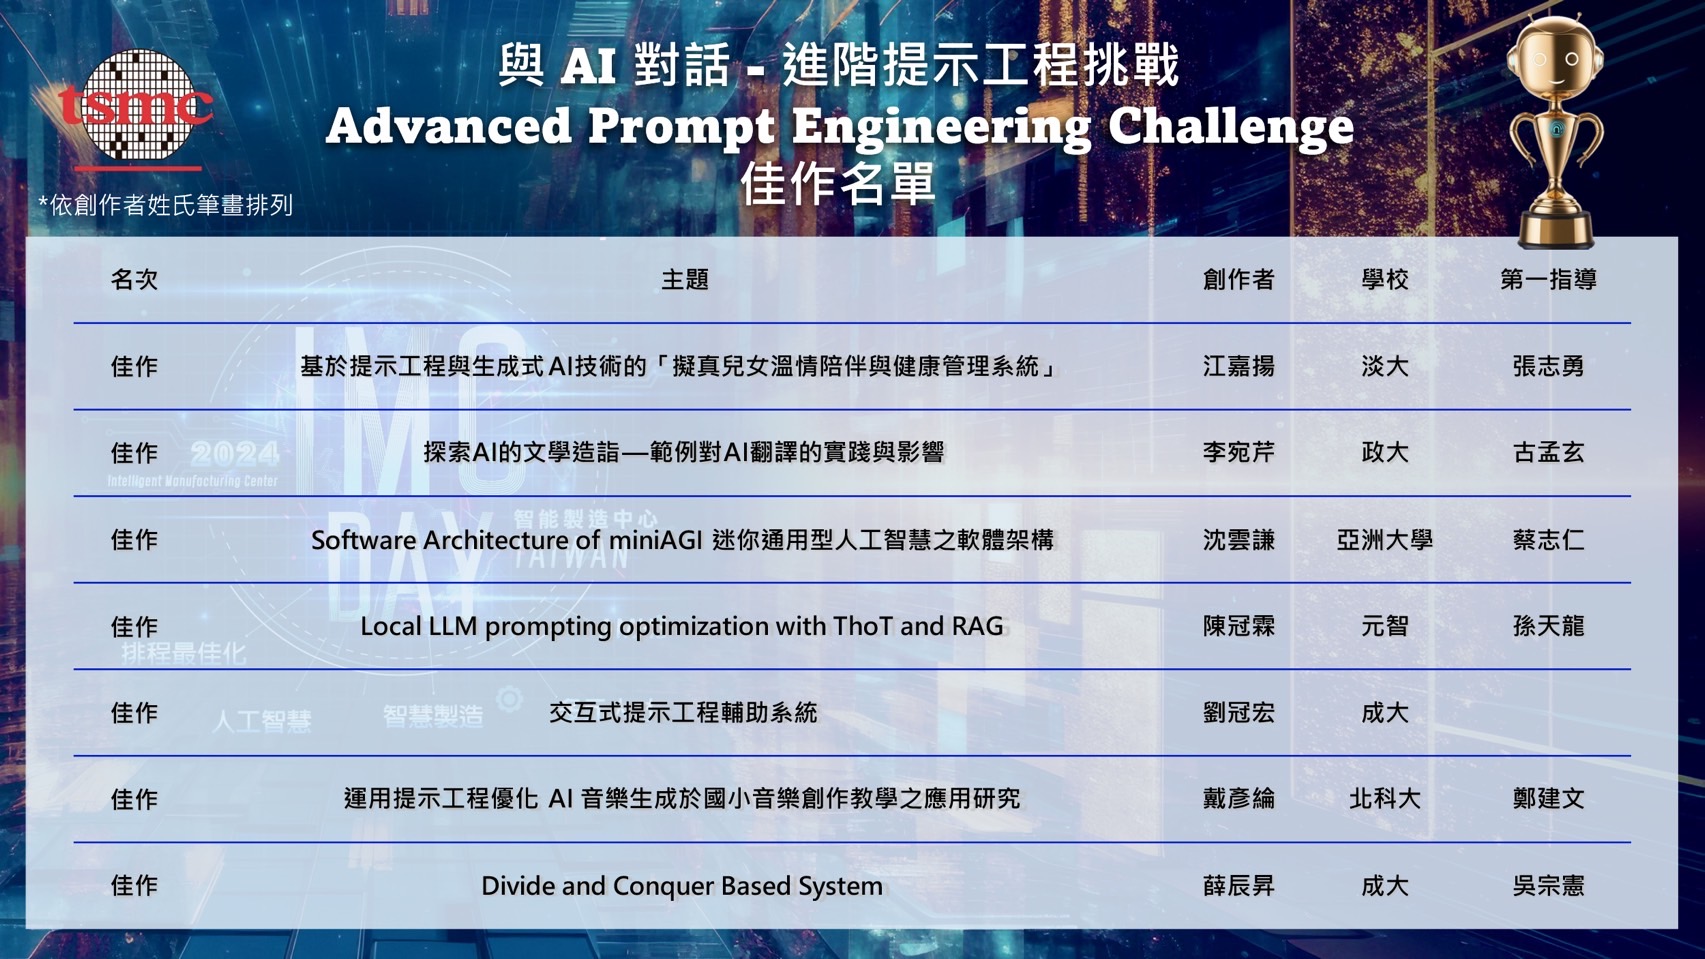 tsmc
與 AI 對話 - 進階提示工程挑戰
Advanced Prompt Engineering Challenge
佳作名單
*依創作者姓氏筆畫排列
名次 主題 創作者 學校 第一指導
佳作 基於提示工程與生成式AI技術的「擬真兒女溫情陪伴與健康管理系統」 江嘉揚 淡大 張志勇
佳作 探索AI的文學造詣—範例對AI翻譯的實踐與影響 李宛芹 政大 古孟玄
佳作 Software Architecture of miniAGI 迷你通用型人工智慧之軟體架構 沈雲謙 亞洲大學 蔡志仁
佳作 Local LLM prompting optimization with ThoT and RAG 陳冠霖 元智 孫天龍
佳作 交互式提示工程輔助系統 劉冠宏 成大
佳作 運用提示工程優化 AI 音樂生成於國小音樂創作教學之應用研究 戴彥綸 北科大 鄭建文
佳作 Divide and Conquer Based System 薛辰昇 成大 吳宗憲
2024
Intelligent Manufacturing Center
IMC
DAY
智能製造中心
TAIWAN
排程最佳化
人工智慧
智慧製造